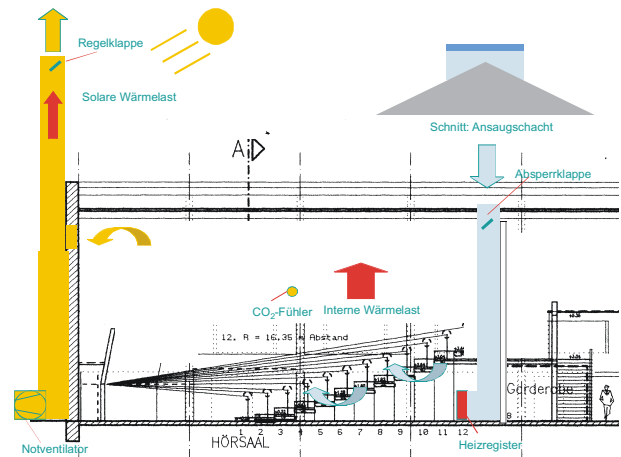 Regelklappe
Solare Wärmelast
Schnitt: Ansaugschacht
A
Absperrklappe
CO₂-Fühler
Interne Wärmelast
12. R = 16.35 m Abstand
Garderobe
8
1 2 3 4 5 6 7 8 9 10 11 12
HÖRSAAL
Notventilator
Heizregister